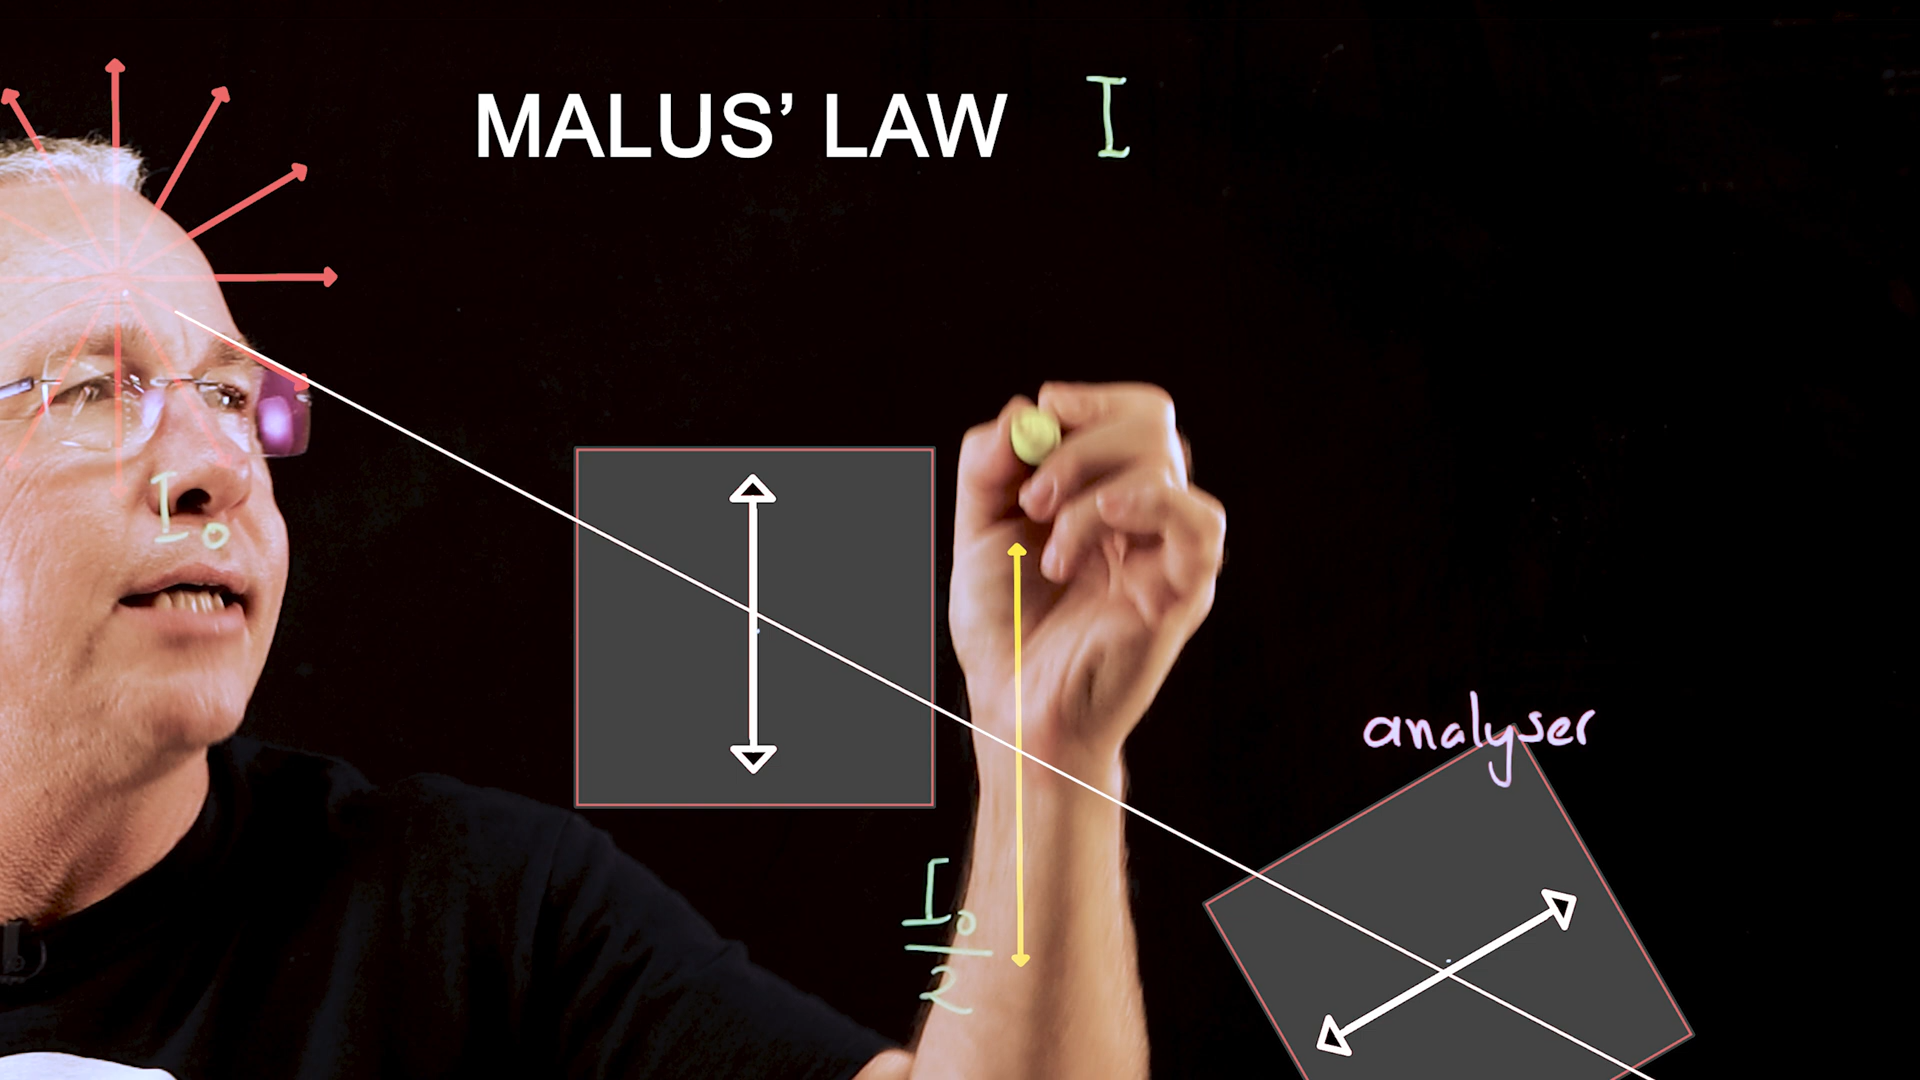 MALUS' LAW I
I₀
analyser
I₀
2